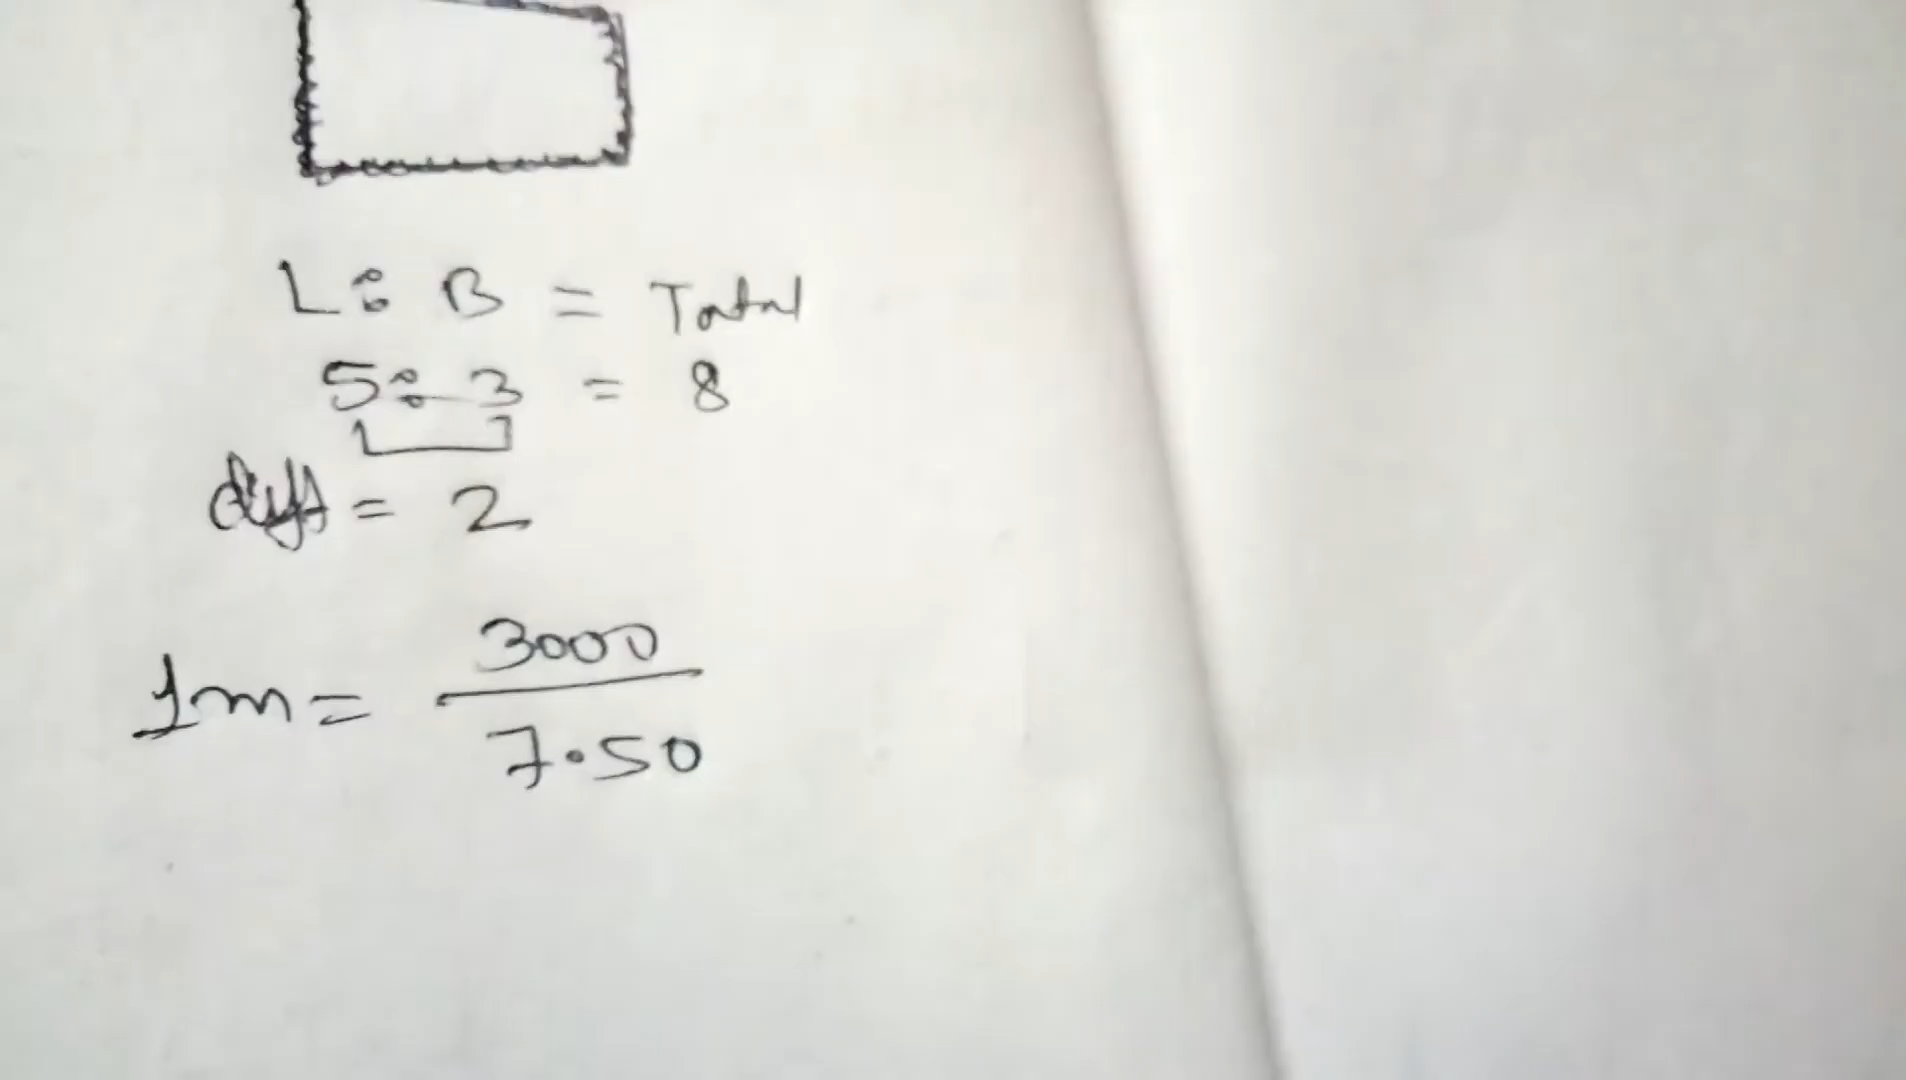 L : B = Total
5 : 3 = 8
diff = 2
1m = 3000
7.50